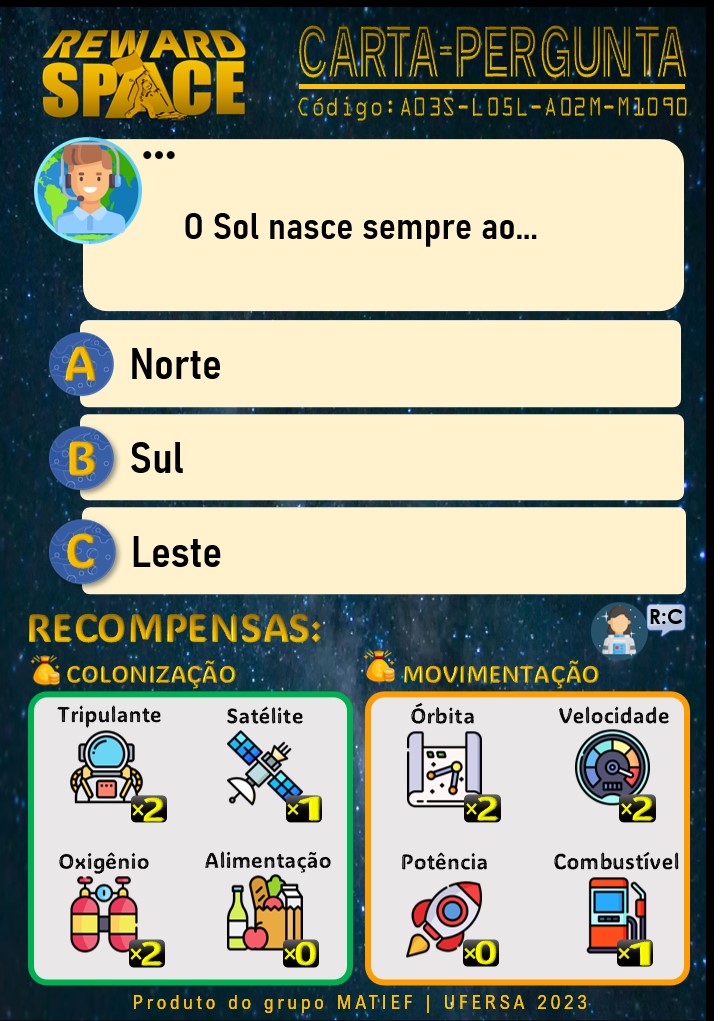 REWARD
SPACE
CARTA-PERGUNTA
Código:A03S-L05L-A02M-M1090
...
O Sol nasce sempre ao...
A Norte
B Sul
C Leste
RECOMPENSAS:
R:C
COLONIZAÇÃO
MOVIMENTAÇÃO
Tripulante
Satélite
Órbita
Velocidade
×2
×1
×2
×2
Oxigênio
Alimentação
Potência
Combustível
×2
×0
×0
×1
Produto do grupo MATIEF | UFERSA 2023